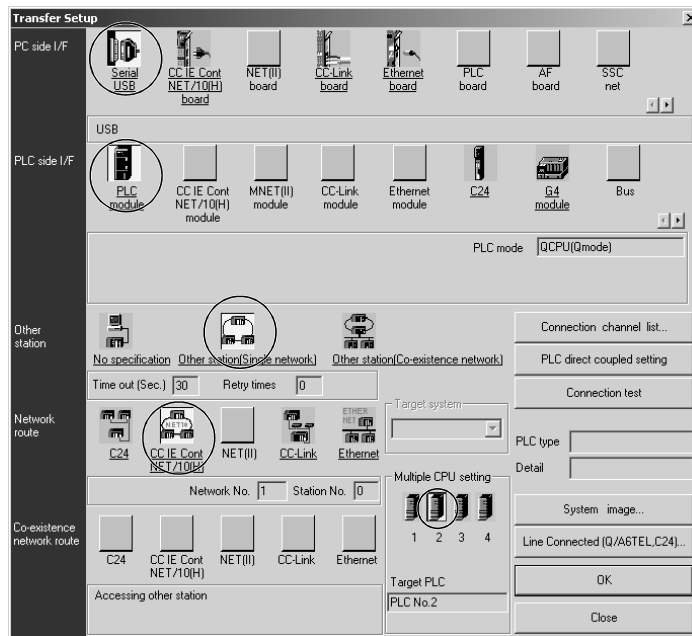 Transfer Setup
PC side I/F
Serial
USB
CC IE Cont
NET/10(H)
board
NET(II)
board
CC-Link
board
Ethernet
board
PLC
board
AF
board
SSC
net
USB
PLC side I/F
PLC
module
CC IE Cont
NET/10(H)
module
MNET(II)
module
CC-Link
module
Ethernet
module
C24
G4
module
Bus
PLC mode QCPU(Qmode)
Other
station
No specification
Other station(Single network)
Other station(Co-existence network)
Time out (Sec.) 30 Retry times 0
Connection channel list...
PLC direct coupled setting
Connection test
Network
route
C24
NET10
CC IE Cont
NET/10(H)
NET(II)
CC-Link
ETHER
NET
Ethernet
Network No. 1 Station No. 0
Target system
PLC type
Detail
Multiple CPU setting
1 2 3 4
Target PLC
PLC No.2
System image...
Line Connected (Q/A6TEL,C24)...
OK
Close
Co-existence
network route
C24
CC IE Cont
NET/10(H)
NET(II)
CC-Link
Ethernet
Accessing other station